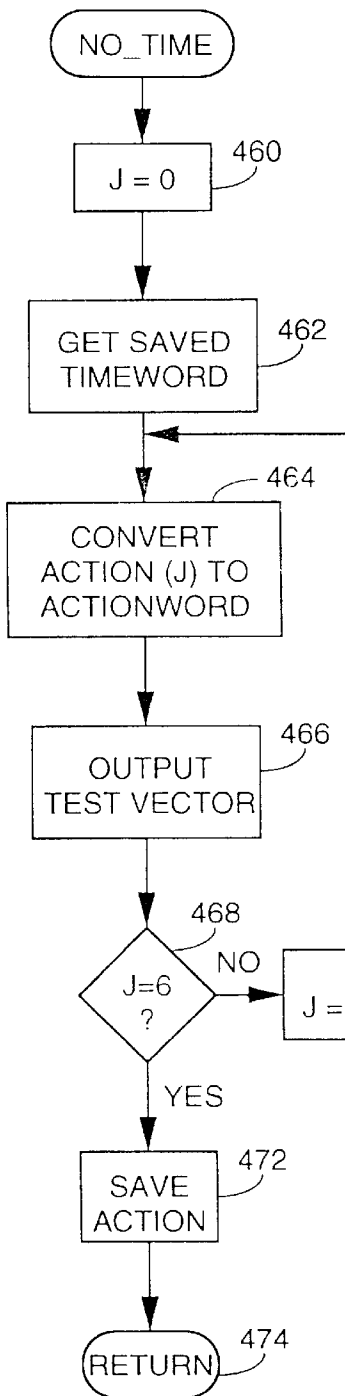 NO_TIME
460
J = 0
462
GET SAVED
TIMEWORD
464
CONVERT
ACTION (J) TO
ACTIONWORD
466
OUTPUT
TEST VECTOR
468
J=6
?
NO
J =
YES
472
SAVE
ACTION
474
RETURN